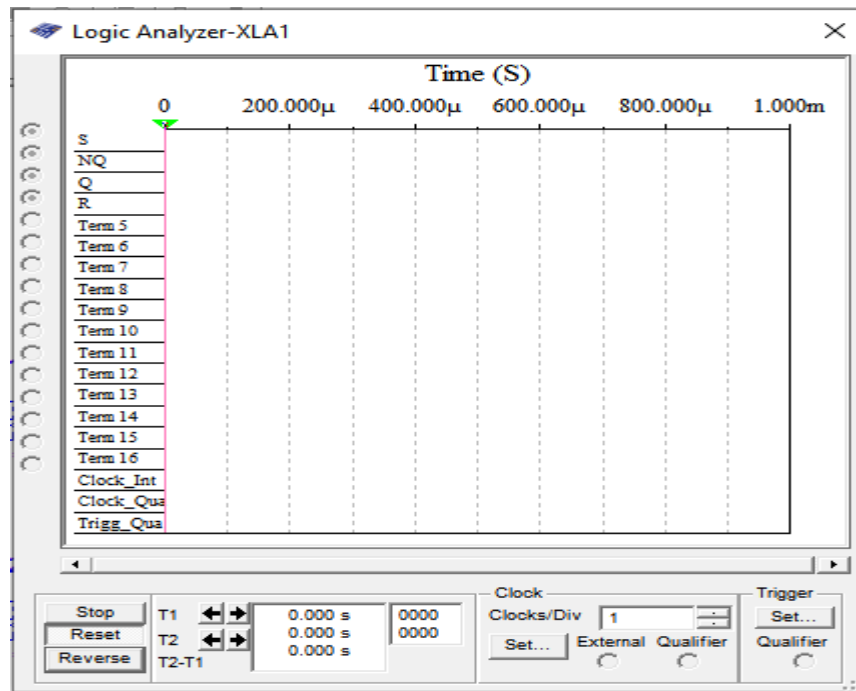 Logic Analyzer-XLA1
Time (S)
0 200.000µ 400.000µ 600.000µ 800.000µ 1.000m
S
NQ
Q
R
Term 5
Term 6
Term 7
Term 8
Term 9
Term 10
Term 11
Term 12
Term 13
Term 14
Term 15
Term 16
Clock_Int
Clock_Qua
Trigg_Qua
Stop
Reset
Reverse
T1 0.000 s 0000
T2 0.000 s 0000
T2-T1 0.000 s
Clock
Clocks/Div 1
Set... External Qualifier
Trigger
Set...
Qualifier